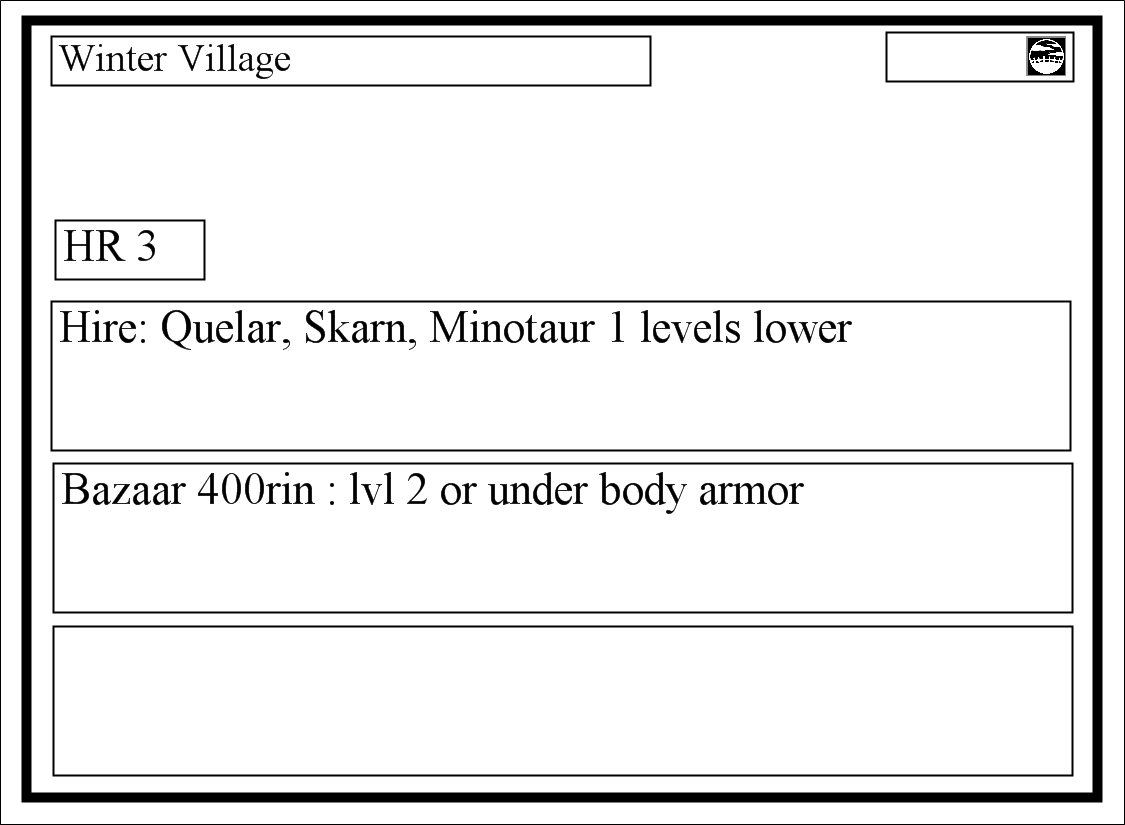 Winter Village
HR 3
Hire: Quelar, Skarn, Minotaur 1 levels lower
Bazaar 400rin : lvl 2 or under body armor